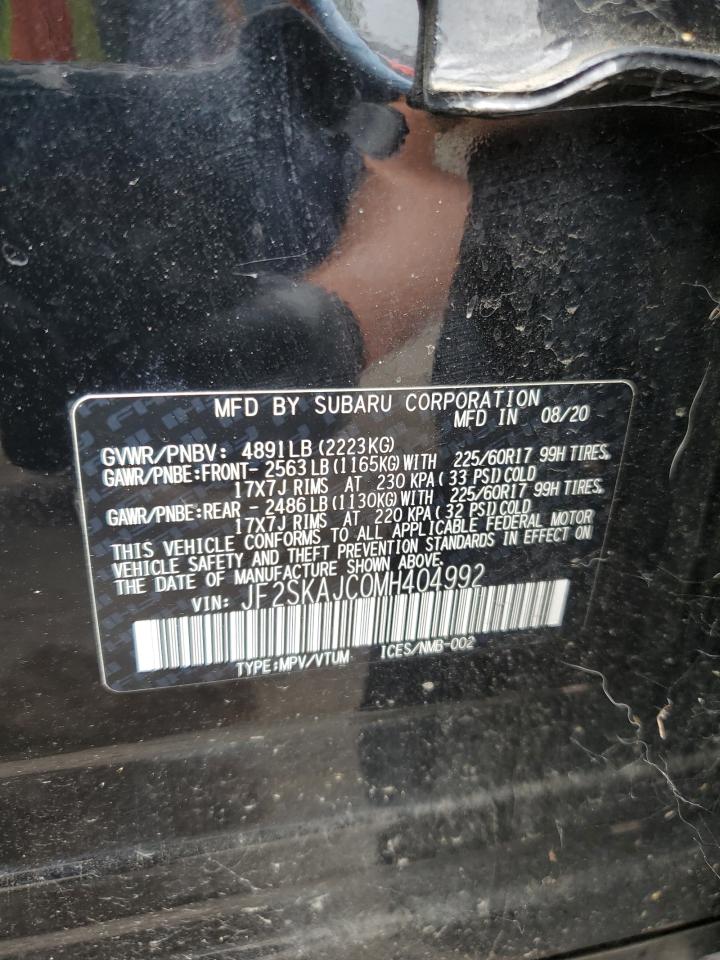 MFD BY SUBARU CORPORATION
MFD IN 08/20
GVWR/PNBV: 4891LB(2223KG)
GAWR/PNBE:FRONT- 2563LB(1165KG)WITH 225/60R17 99H TIRES,
17X7J RIMS AT 230 KPA( 33 PSI)COLD
GAWR/PNBE:REAR - 2486LB(1130KG)WITH 225/60R17 99H TIRES,
17X7J RIMS AT 220 KPA( 32 PSI)COLD
THIS VEHICLE CONFORMS TO ALL APPLICABLE FEDERAL MOTOR
VEHICLE SAFETY AND THEFT PREVENTION STANDARDS IN EFFECT ON
THE DATE OF MANUFACTURE SHOWN ABOVE.
VIN: JF2SKAJC0MH404992
TYPE:MPV/VTUM ICES/NMB-002